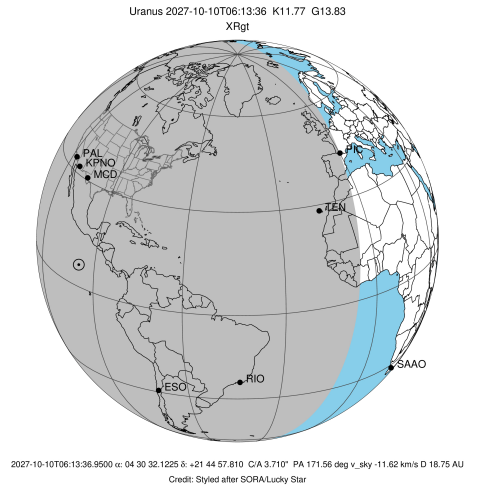 Uranus 2027-10-10T06:13:36 K11.77 G13.83
XRgt
PAL
KPNO
MCD
PIC
TEN
SAAO
RIO
ESO
2027-10-10T06:13:36.9500 α: 04 30 32.1225 δ: +21 44 57.810 C/A 3.710" PA 171.56 deg v_sky -11.62 km/s D 18.75 AU
Credit: Styled after SORA/Lucky Star